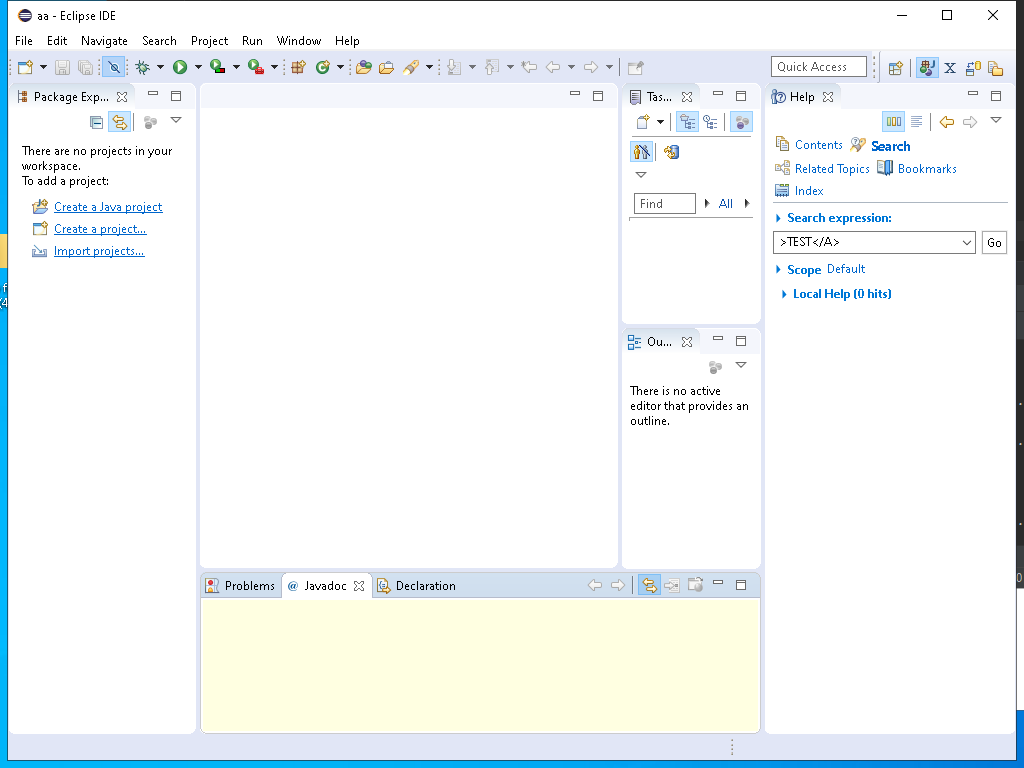 aa - Eclipse IDE
File Edit Navigate Search Project Run Window Help
Quick Access
Package Exp...
There are no projects in your
workspace.
To add a project:
Create a Java project
Create a project...
Import projects...
Tas...
Find
All
Ou...
There is no active
editor that provides an
outline.
Problems
@ Javadoc
Declaration
Help
Contents Search
Related Topics Bookmarks
Index
Search expression:
>TEST</A>
Go
Scope Default
Local Help (0 hits)